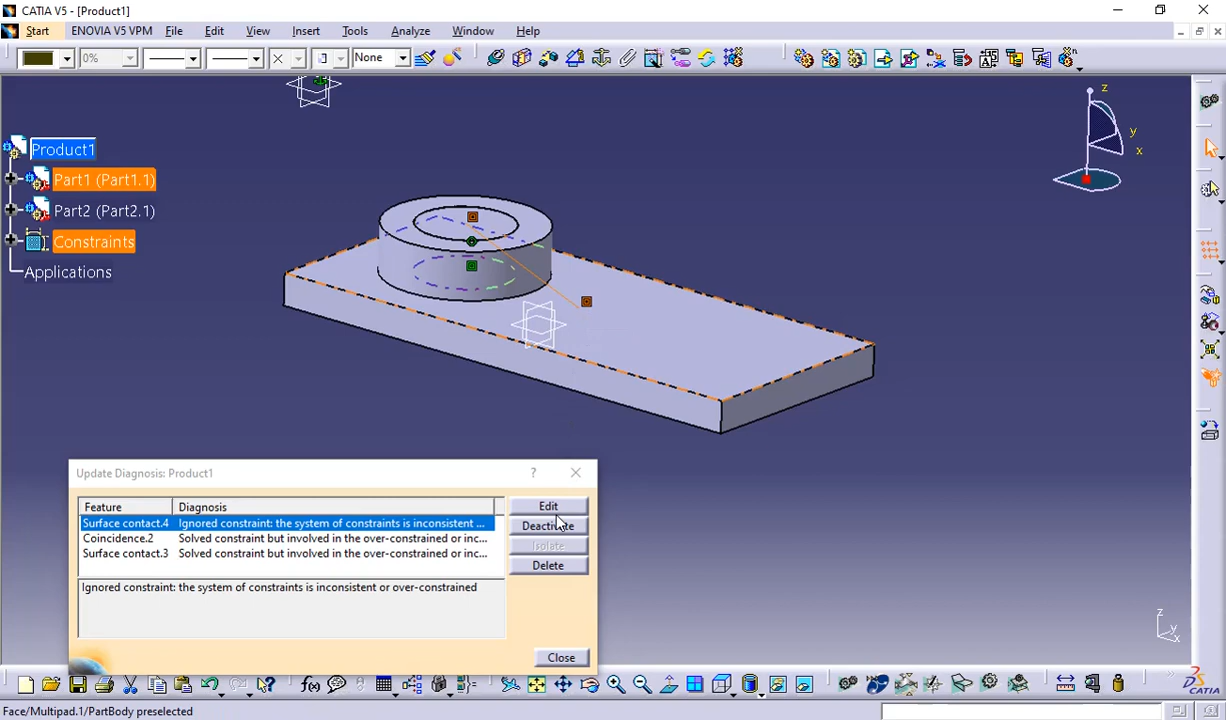 CATIA V5 - [Product1]
Start ENOVIA V5 VPM File Edit View Insert Tools Analyze Window Help
0% None
z
y
x
Product1
Part1 (Part1.1)
Part2 (Part2.1)
Constraints
Applications
Update Diagnosis: Product1
Feature Diagnosis
Surface contact.4 Ignored constraint: the system of constraints is inconsistent ...
Coincidence.2 Solved constraint but involved in the over-constrained or inc...
Surface contact.3 Solved constraint but involved in the over-constrained or inc...
Edit
Deactivate
Isolate
Delete
Ignored constraint: the system of constraints is inconsistent or over-constrained
Close
z
y
x
CATIA
Face/Multipad.1/PartBody preselected